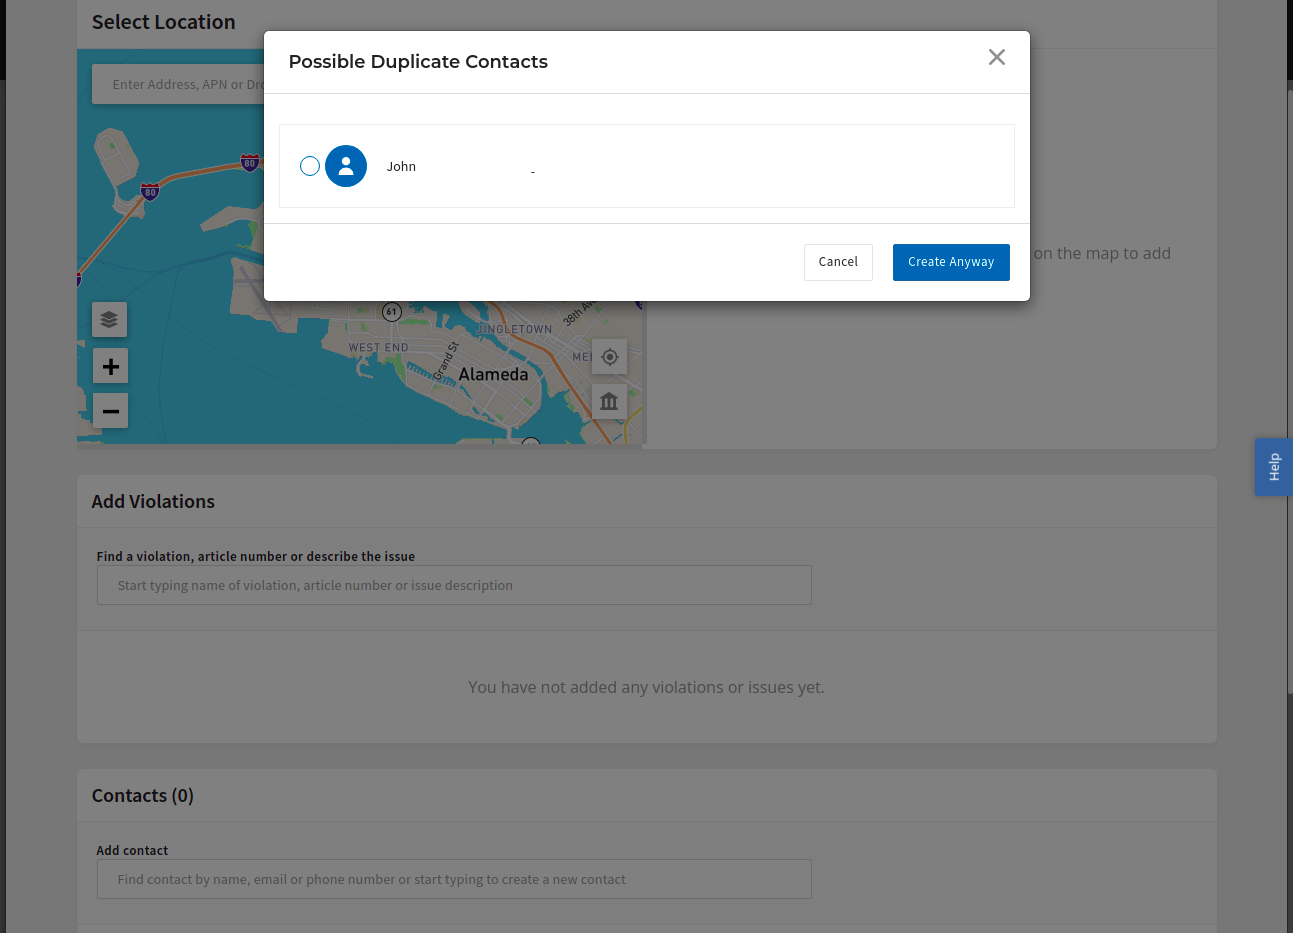 Select Location
Possible Duplicate Contacts
Enter Address, APN or Dr
80
80
John
-
Cancel
Create Anyway
on the map to add
61
38th Av
JINGLETOWN
WEST END
Grand St
ME
Alameda
Help
Add Violations
Find a violation, article number or describe the issue
Start typing name of violation, article number or issue description
You have not added any violations or issues yet.
Contacts (0)
Add contact
Find contact by name, email or phone number or start typing to create a new contact